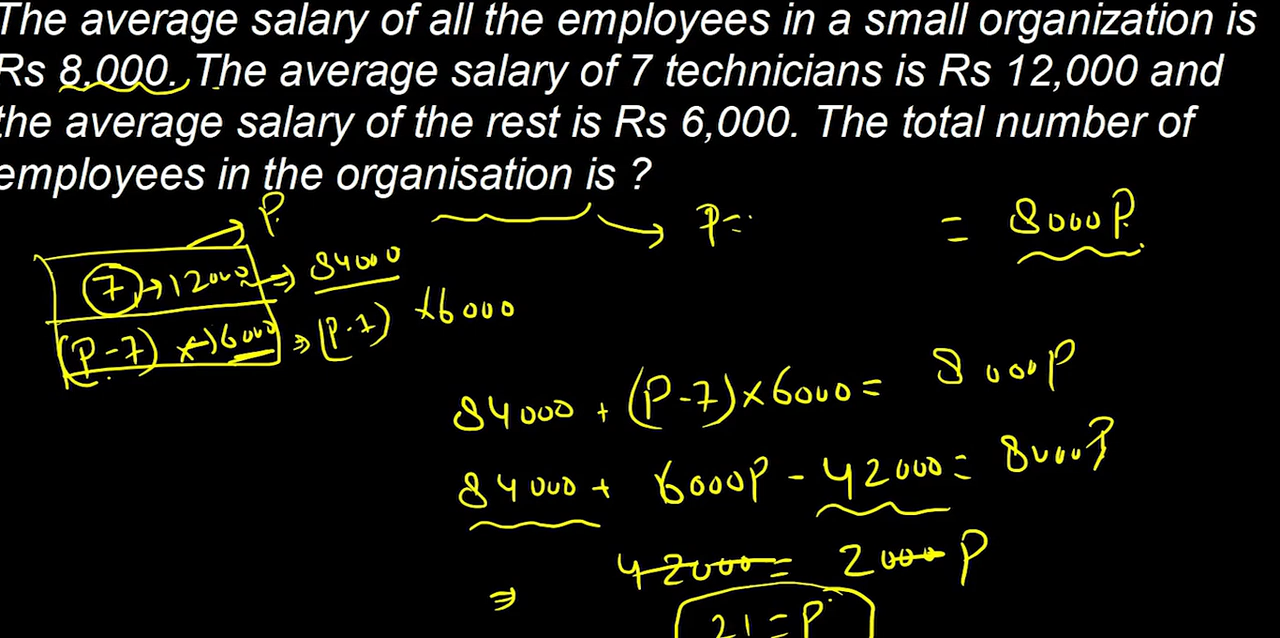 The average salary of all the employees in a small organization is
Rs 8,000. The average salary of 7 technicians is Rs 12,000 and
the average salary of the rest is Rs 6,000. The total number of
employees in the organisation is ?
P
P=
= 8000P
7 → 12000 ⇒ 84000
(P-7) × 6000 ⇒ (P-7) × 6000
84000 + (P-7) × 6000 = 8000P
84000 + 6000P - 42000 = 8000P
⇒ 42000 = 2000 P
21 = P